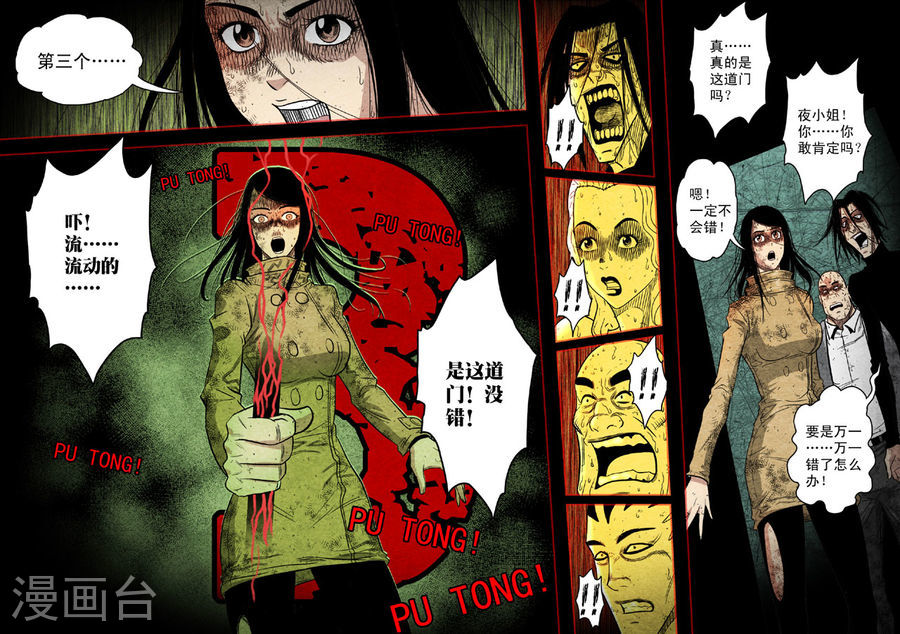 第三个……
PU TONG!
PU TONG!
吓！
流……
流动的
……
是这道
门！没
错！
PU TONG!
PU TONG!
PU TONG!
!!
!!
!!
!!
真……
真的是
这道门
吗？
夜小姐！
你……你
敢肯定吗？
嗯！
一定不
会错！
要是万一
……万一
错了怎么
办！
漫画台